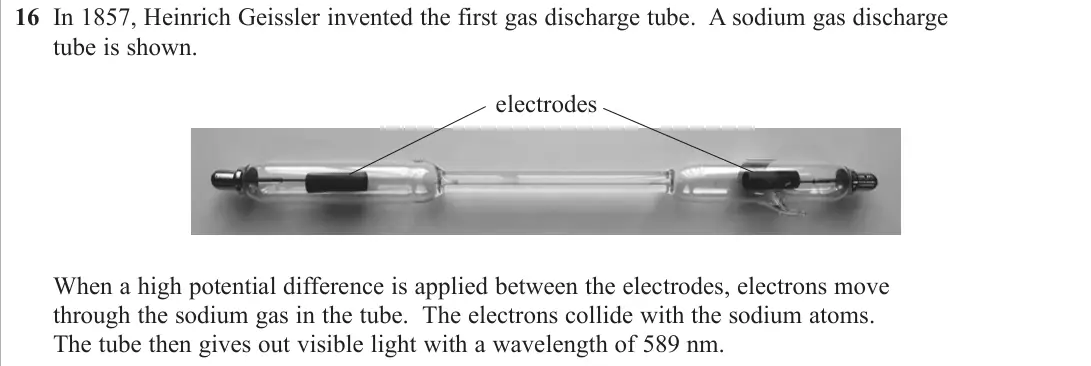 16 In 1857, Heinrich Geissler invented the first gas discharge tube. A sodium gas discharge
tube is shown.
electrodes
When a high potential difference is applied between the electrodes, electrons move
through the sodium gas in the tube. The electrons collide with the sodium atoms.
The tube then gives out visible light with a wavelength of 589 nm.